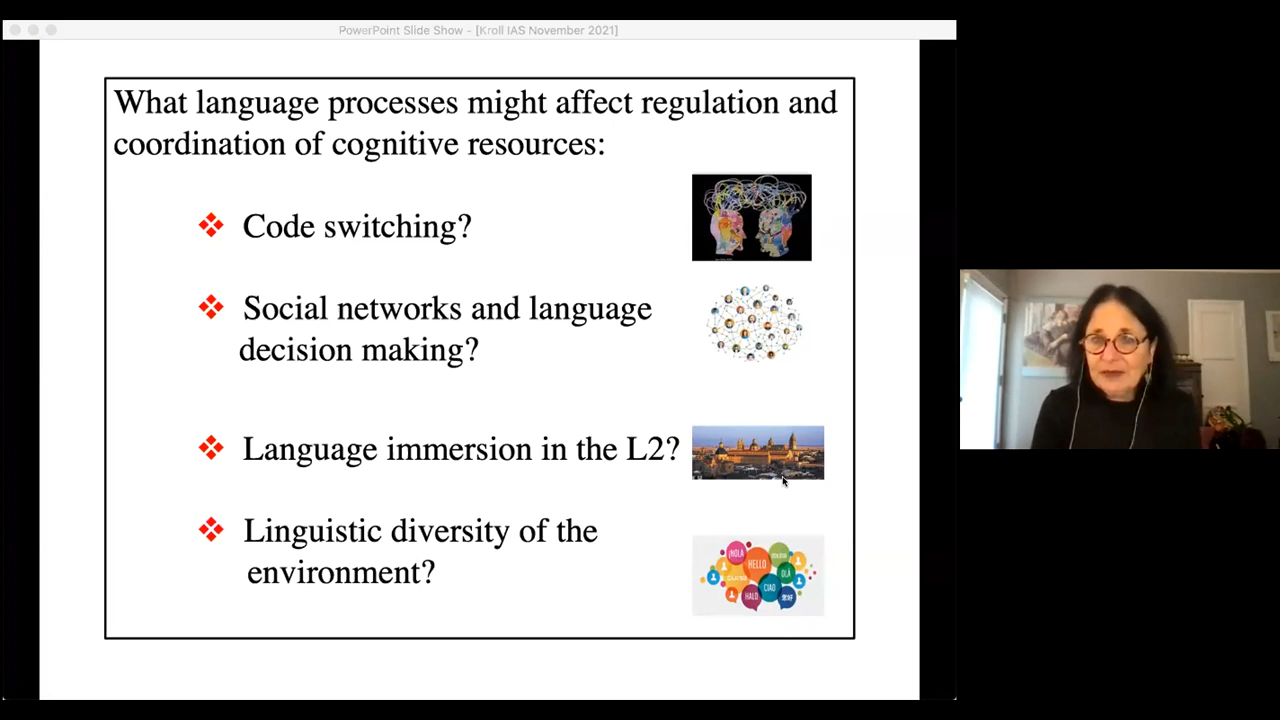 PowerPoint Slide Show - [Kroll IAS November 2021]
What language processes might affect regulation and
coordination of cognitive resources:
Code switching?
Social networks and language
decision making?
Language immersion in the L2?
Linguistic diversity of the
environment?
¡HOLA
HELLO
OLÁ
CIAO
HALO